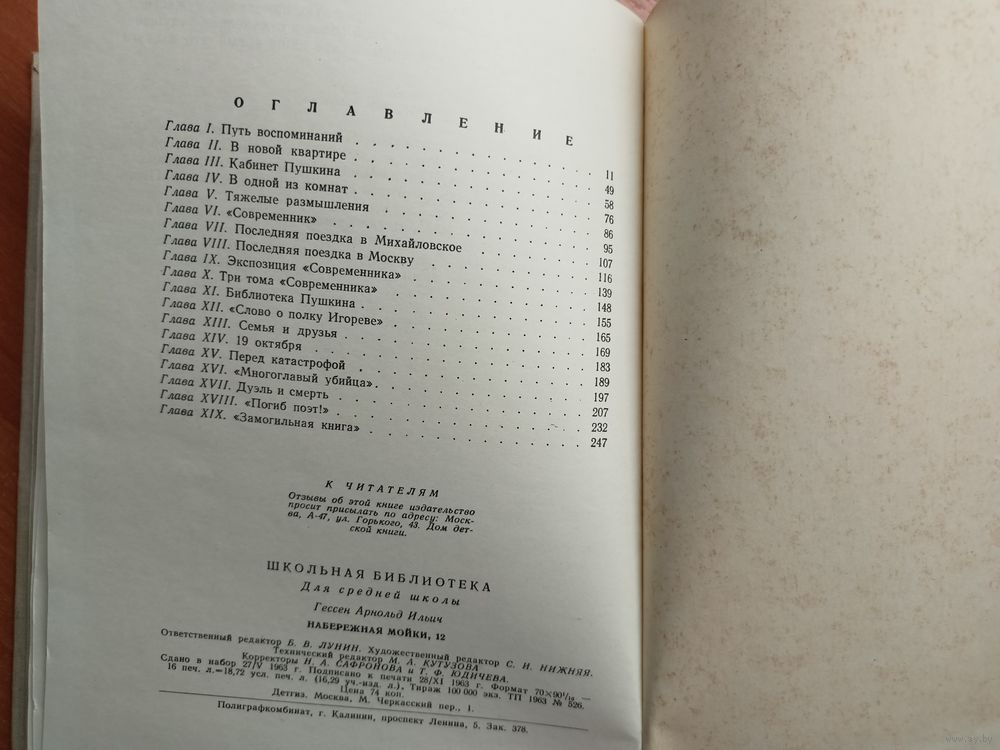 ОГЛАВЛЕНИЕ
Глава I. Путь воспоминаний . . . . . . . . . . 11
Глава II. В новой квартире . . . . . . . . . . 49
Глава III. Кабинет Пушкина . . . . . . . . . . 58
Глава IV. В одной из комнат . . . . . . . . . . 76
Глава V. Тяжелые размышления . . . . . . . . . . 86
Глава VI. «Современник» . . . . . . . . . . 95
Глава VII. Последняя поездка в Михайловское . . . . . . 107
Глава VIII. Последняя поездка в Москву . . . . . . . . 116
Глава IX. Экспозиция «Современника» . . . . . . . . 139
Глава X. Три тома «Современника» . . . . . . . . 148
Глава XI. Библиотека Пушкина . . . . . . . . . . 155
Глава XII. «Слово о полку Игореве» . . . . . . . . 165
Глава XIII. Семья и друзья . . . . . . . . . . 169
Глава XIV. 19 октября . . . . . . . . . . 183
Глава XV. Перед катастрофой . . . . . . . . . . 189
Глава XVI. «Многоглавый убийца» . . . . . . . . . . 197
Глава XVII. Дуэль и смерть . . . . . . . . . . 207
Глава XVIII. «Погиб поэт!» . . . . . . . . . . 232
Глава XIX. «Замогильная книга» . . . . . . . . . . 247
К ЧИТАТЕЛЯМ
Отзывы об этой книге издательство
просит присылать по адресу: Моск-
ва, А-47, ул. Горького, 43. Дом дет-
ской книги.
ШКОЛЬНАЯ БИБЛИОТЕКА
Для средней школы
Гессен Арнольд Ильич
НАБЕРЕЖНАЯ МОЙКИ, 12
Ответственный редактор Б. В. ЛУНИН. Художественный редактор С. И. НИЖНЯЯ.
Технический редактор М. А. КУТУЗОВА
Корректоры Н. А. САФРОНОВА и Т. Ф. ЮДИЧЕВА.
Сдано в набор 27/V 1963 г. Подписано к печати 28/XI 1963 г. Формат 70×90¹/₁₆ —
16 печ. л.=18,72 усл. печ. л. (16,29 уч.-изд. л.). Тираж 100 000 экз. ТП 1963 № 526.
Цена 74 коп.
Детгиз. Москва, М. Черкасский пер., 1.
Полиграфкомбинат, г. Калинин, проспект Ленина, 5. Зак. 378.
www.ay.by